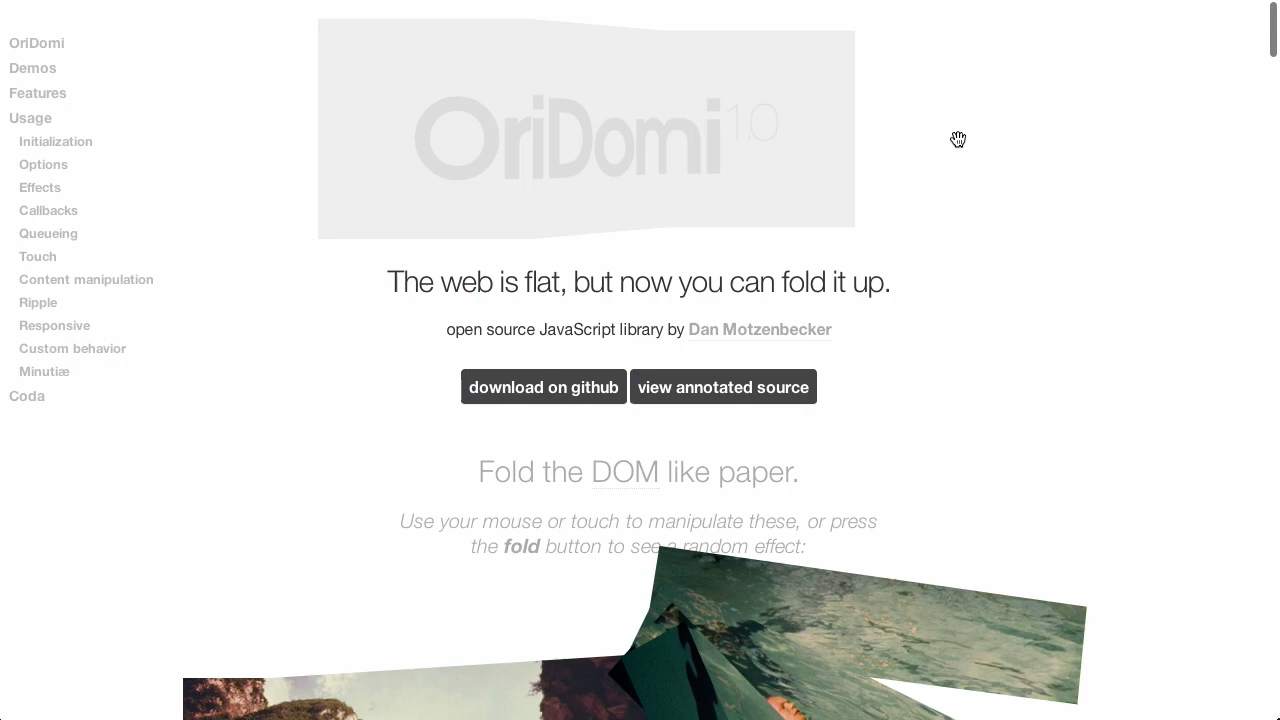 OriDomi
Demos
Features
Usage
Initialization
Options
Effects
Callbacks
Queueing
Touch
Content manipulation
Ripple
Responsive
Custom behavior
Minutiæ
Coda
OriDomi 1.0
The web is flat, but now you can fold it up.
open source JavaScript library by Dan Motzenbecker
download on github
view annotated source
Fold the DOM like paper.
Use your mouse or touch to manipulate these, or press
the fold button to see a random effect: